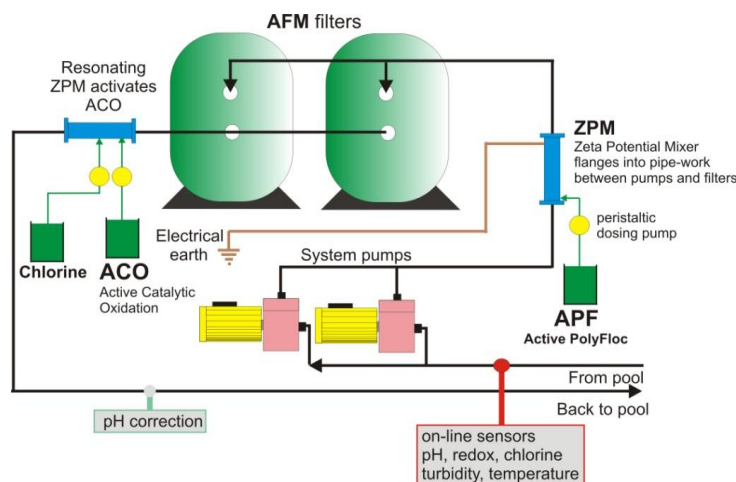 AFM filters
Resonating
ZPM activates
ACO
ZPM
Zeta Potential Mixer
flanges into pipe-work
between pumps and filters
peristaltic
dosing pump
Electrical
earth
System pumps
Chlorine
ACO
Active Catalytic
Oxidation
APF
Active PolyFloc
From pool
Back to pool
pH correction
on-line sensors
pH, redox, chlorine
turbidity, temperature